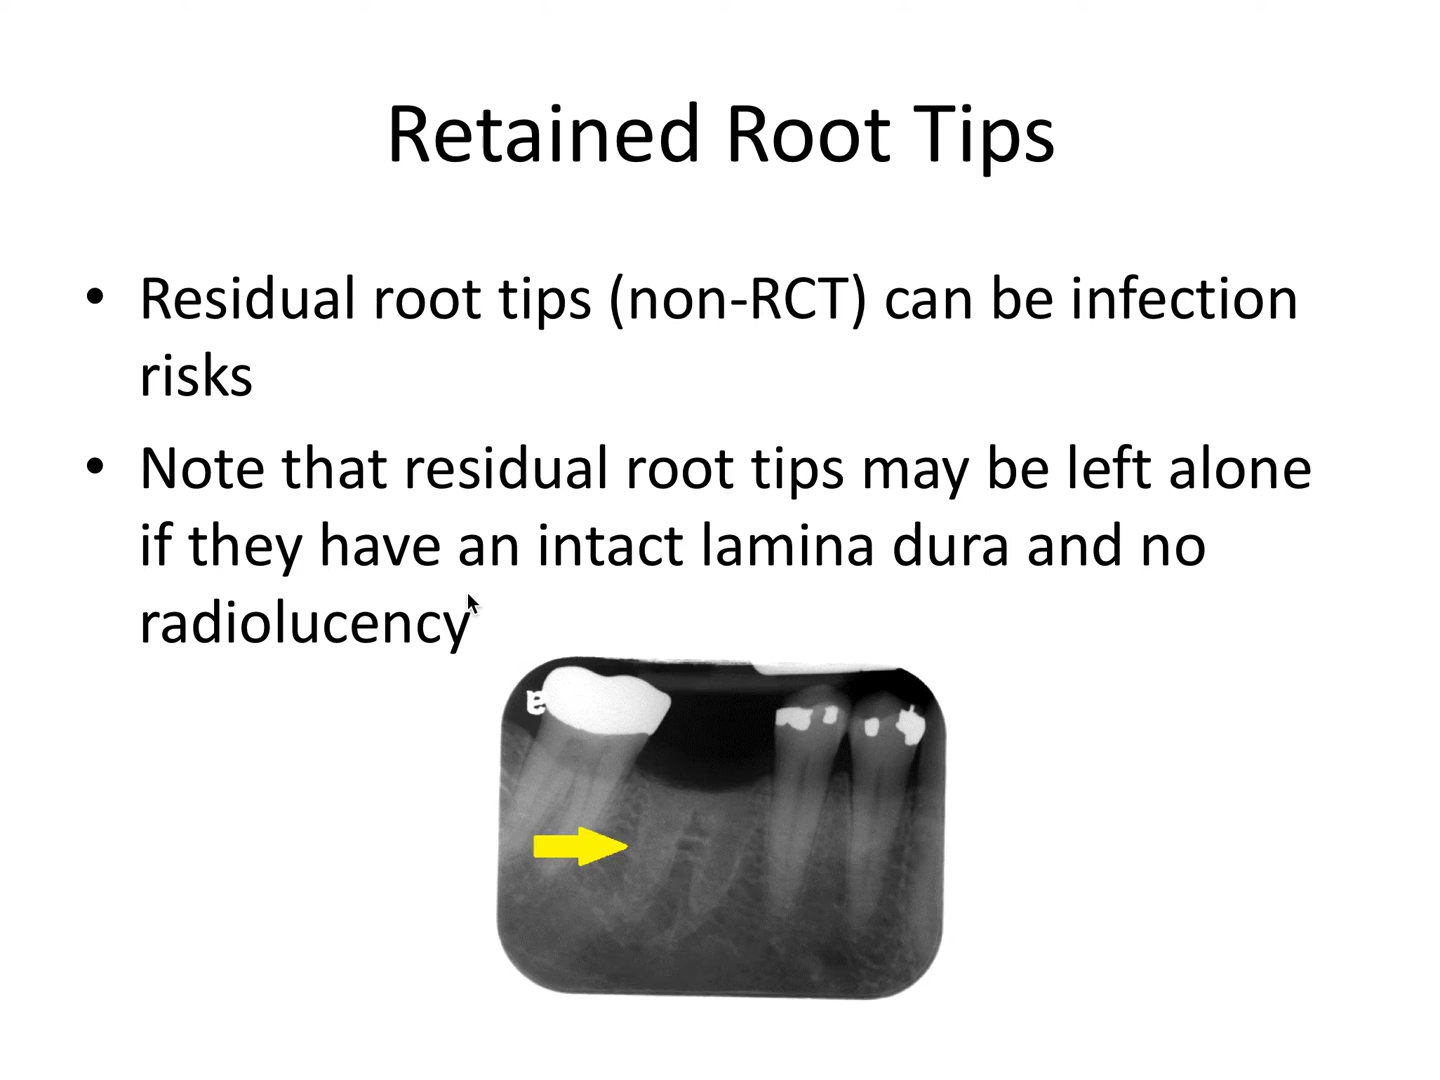 Retained Root Tips
• Residual root tips (non-RCT) can be infection
risks
• Note that residual root tips may be left alone
if they have an intact lamina dura and no
radiolucency